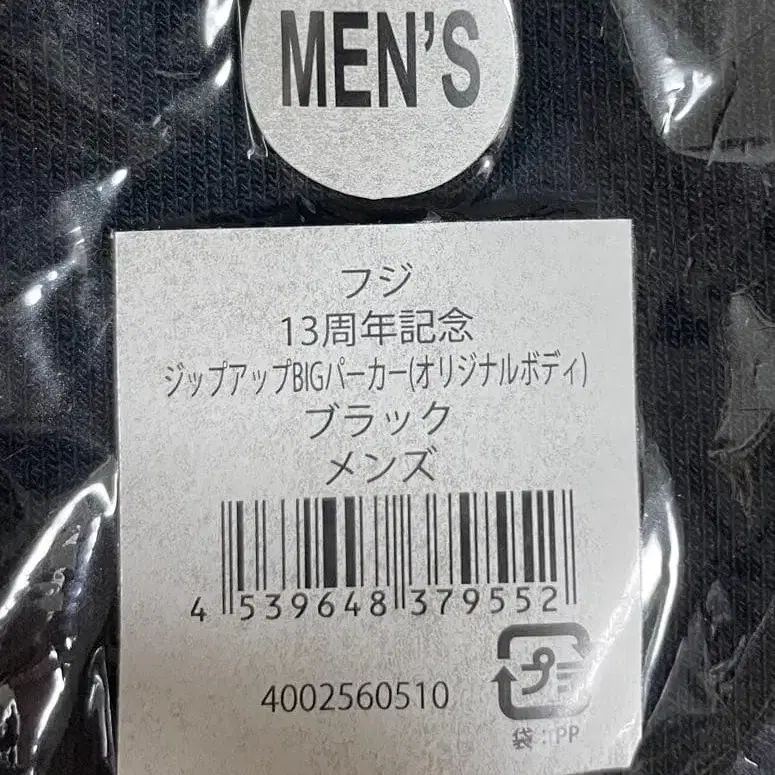 MEN'S
フジ
13周年記念
ジップアップBIGパーカー(オリジナルボディ)
ブラック
メンズ
4 539648 379552
4002560510
プラ
袋:PP